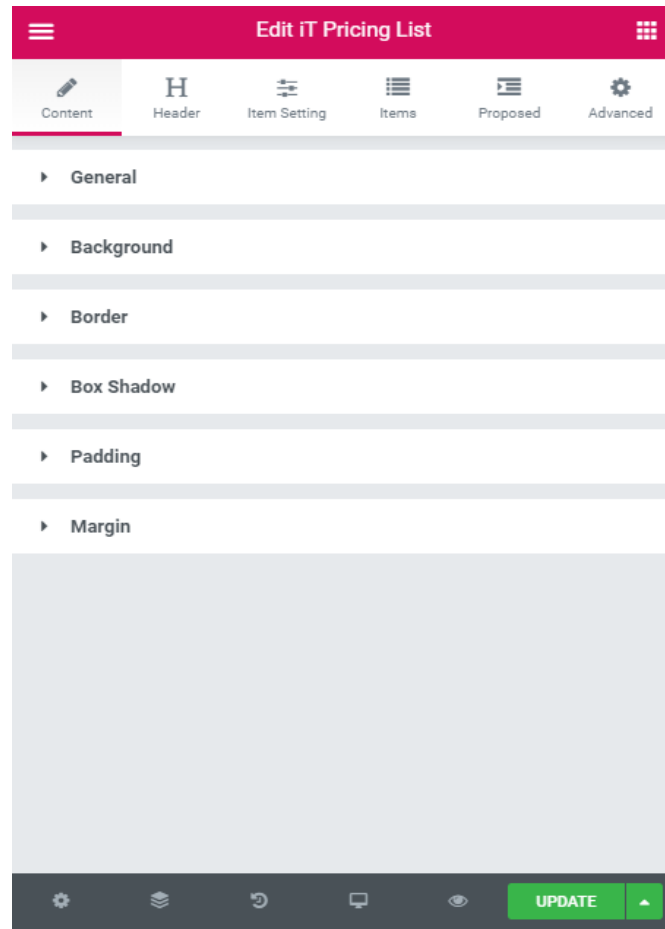 Edit iT Pricing List
Content Header Item Setting Items Proposed Advanced
General
Background
Border
Box Shadow
Padding
Margin
UPDATE